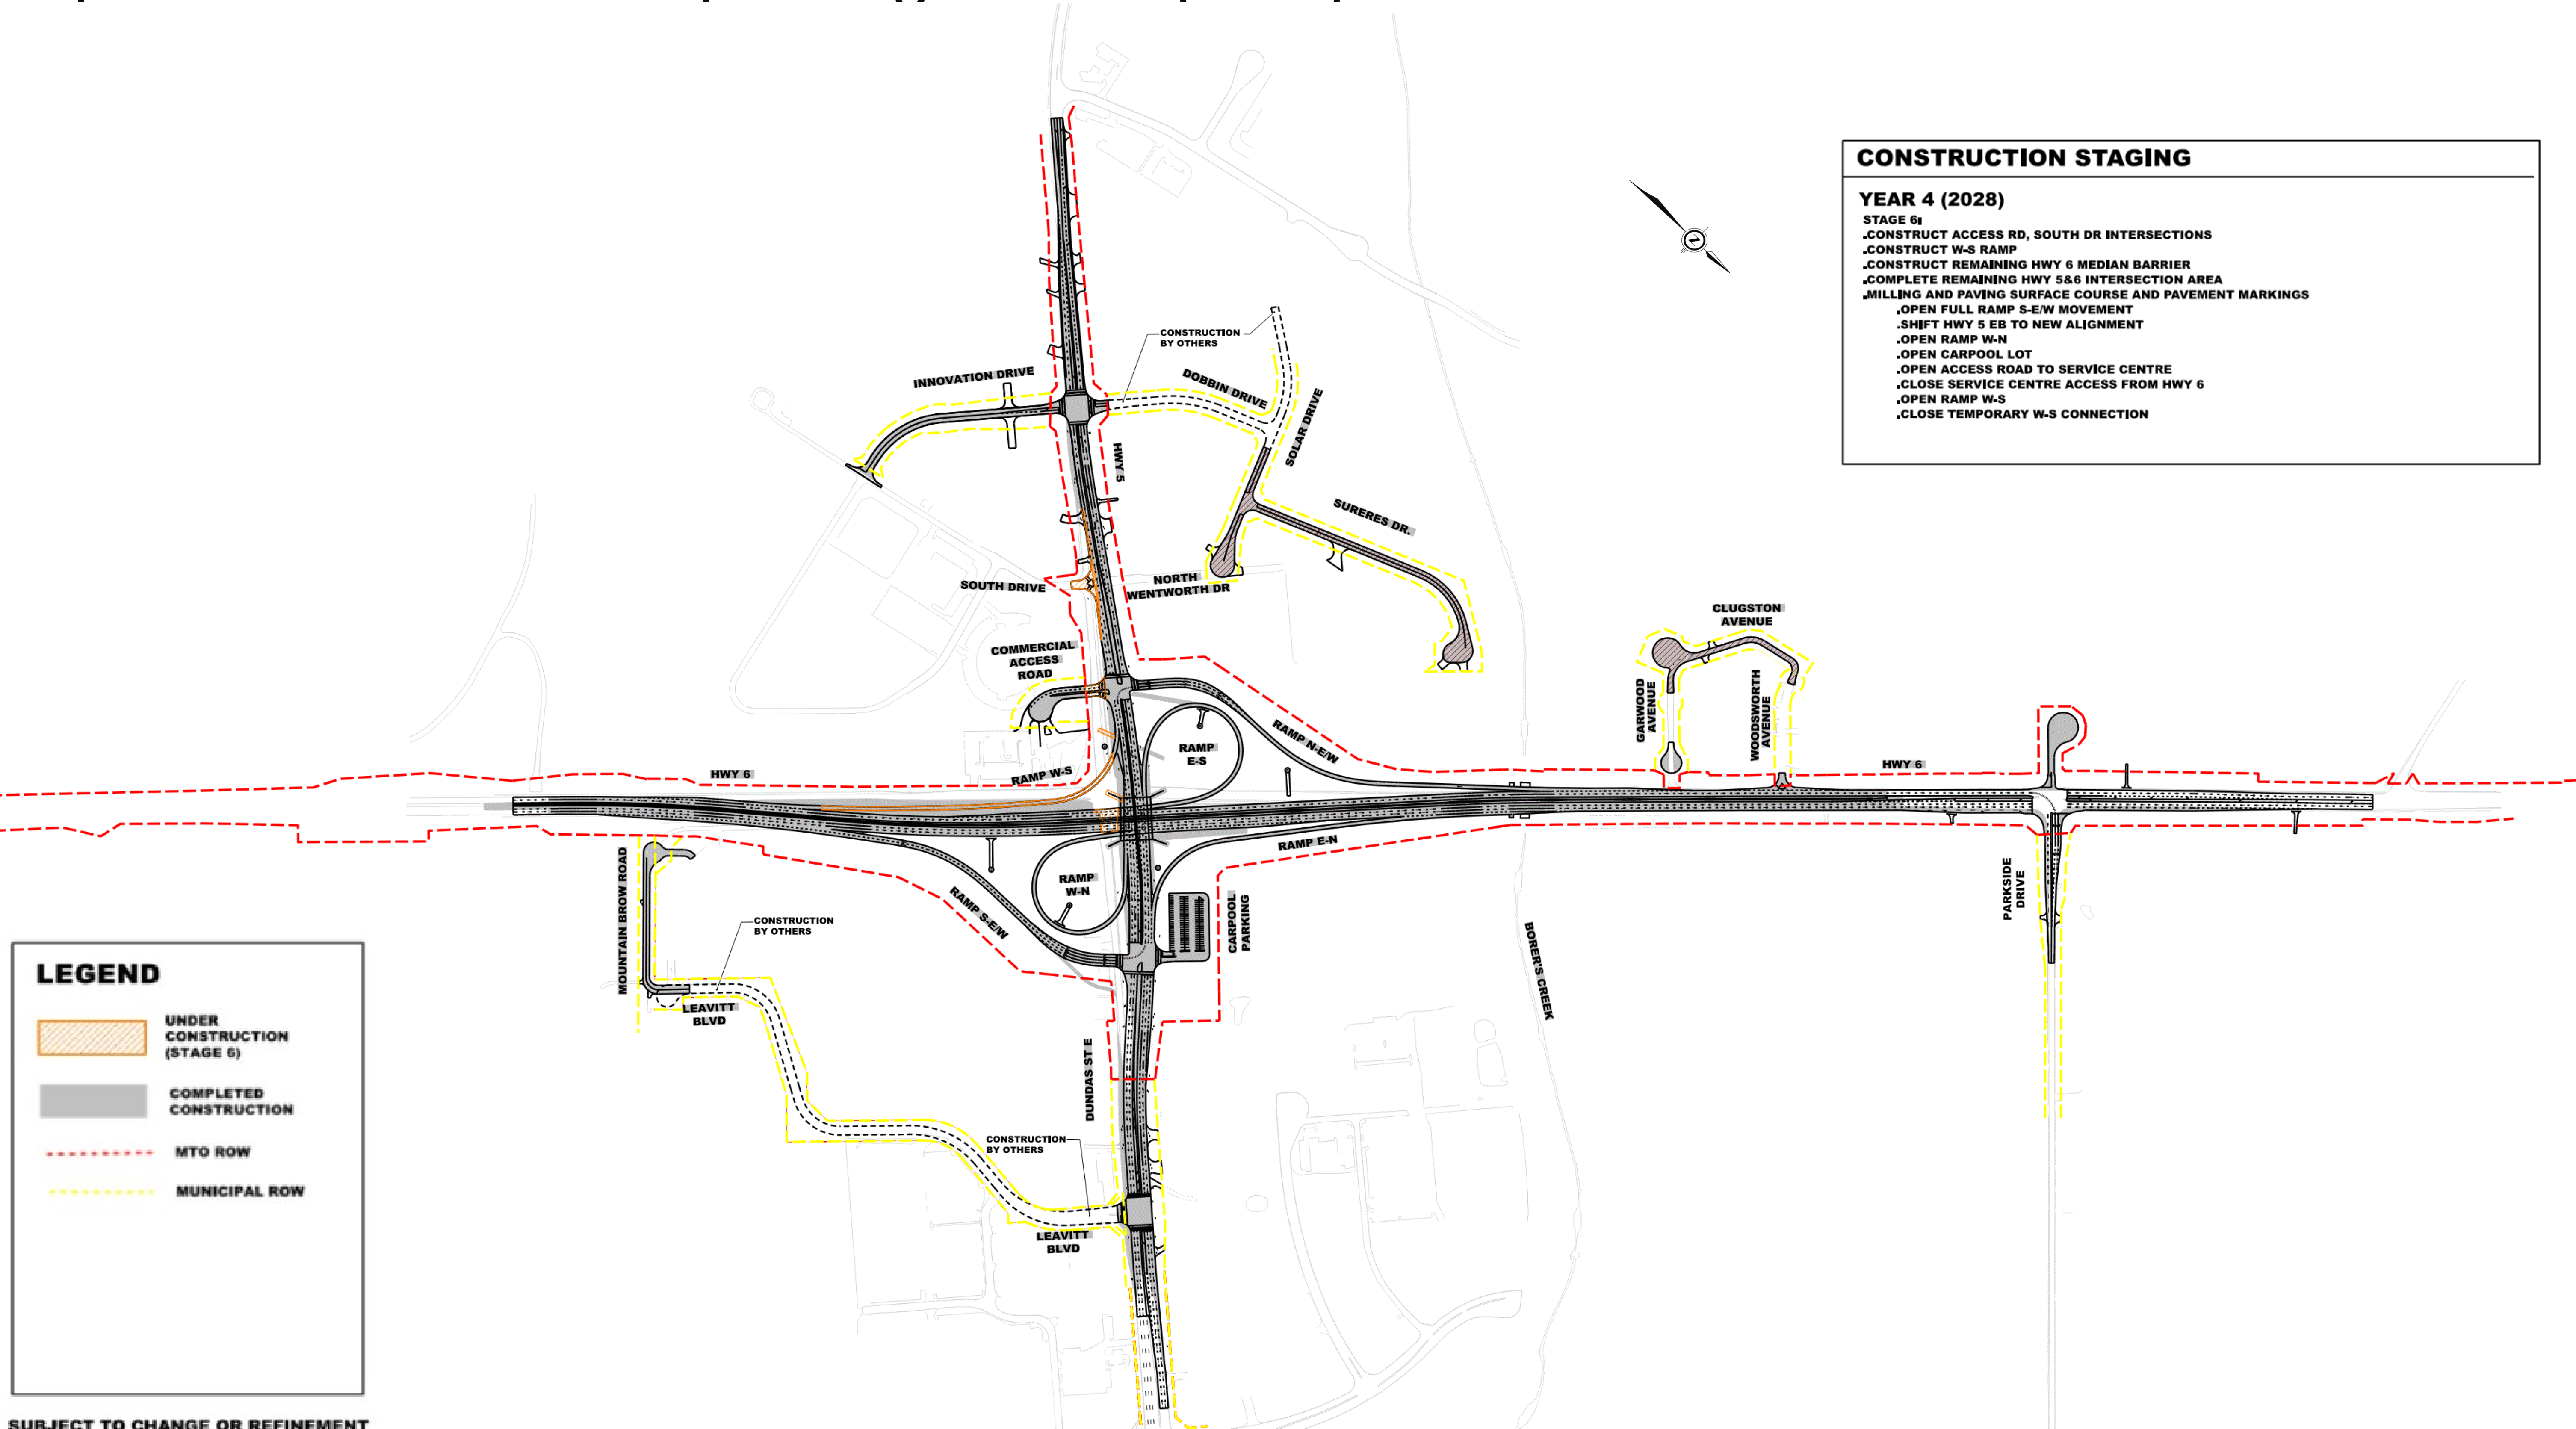 CONSTRUCTION STAGING
YEAR 4 (2028)
STAGE 6:
.CONSTRUCT ACCESS RD, SOUTH DR INTERSECTIONS
.CONSTRUCT W-S RAMP
.CONSTRUCT REMAINING HWY 6 MEDIAN BARRIER
.COMPLETE REMAINING HWY 5&6 INTERSECTION AREA
.MILLING AND PAVING SURFACE COURSE AND PAVEMENT MARKINGS
.OPEN FULL RAMP S-E/W MOVEMENT
.SHIFT HWY 5 EB TO NEW ALIGNMENT
.OPEN RAMP W-N
.OPEN CARPOOL LOT
.OPEN ACCESS ROAD TO SERVICE CENTRE
.CLOSE SERVICE CENTRE ACCESS FROM HWY 6
.OPEN RAMP W-S
.CLOSE TEMPORARY W-S CONNECTION
CONSTRUCTION
BY OTHERS
INNOVATION DRIVE
DOBBIN DRIVE
SOLAR DRIVE
HWY 5
SURERES DR.
SOUTH DRIVE
NORTH
WENTWORTH DR
COMMERCIAL
ACCESS
ROAD
CLUGSTON
AVENUE
GARWOOD
AVENUE
WOODSWORTH
AVENUE
RAMP N-E/W
RAMP
E-S
HWY 6
RAMP W-S
HWY 6
RAMP E-N
MOUNTAIN BROW ROAD
RAMP
W-N
RAMP S-E/W
CARPOOL
PARKING
PARKSIDE
DRIVE
CONSTRUCTION
BY OTHERS
BORER'S CREEK
LEAVITT
BLVD
DUNDAS ST E
CONSTRUCTION
BY OTHERS
LEAVITT
BLVD
LEGEND
UNDER
CONSTRUCTION
(STAGE 6)
COMPLETED
CONSTRUCTION
MTO ROW
MUNICIPAL ROW
SUBJECT TO CHANGE OR REFINEMENT